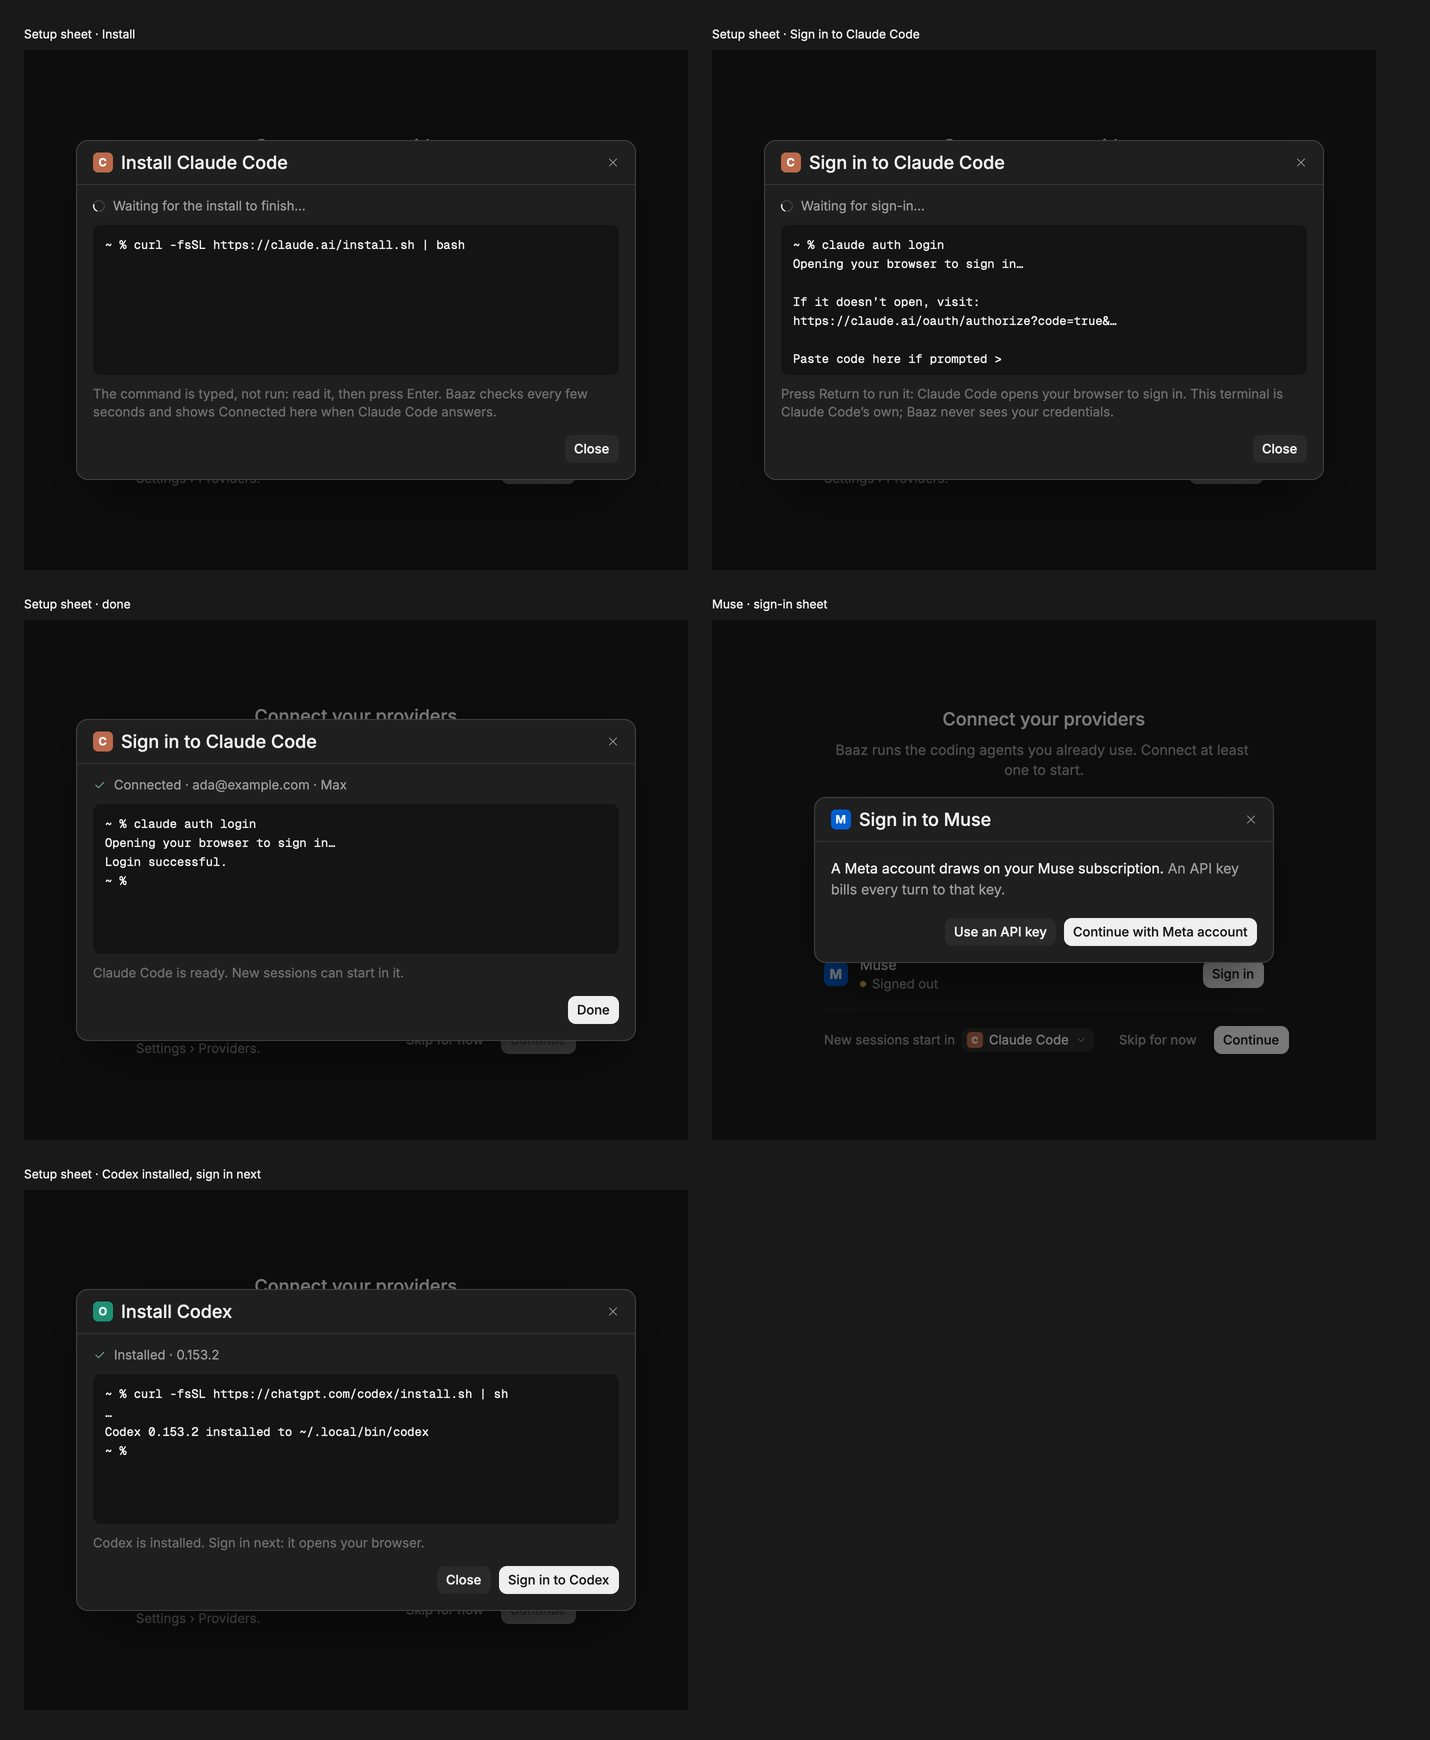 Setup sheet · Install
C Install Claude Code
Waiting for the install to finish...
~ % curl -fsSL https://claude.ai/install.sh | bash
The command is typed, not run: read it, then press Enter. Baaz checks every few
seconds and shows Connected here when Claude Code answers.
Close
Settings › Providers.
Setup sheet · Sign in to Claude Code
C Sign in to Claude Code
Waiting for sign-in...
~ % claude auth login
Opening your browser to sign in…
If it doesn't open, visit:
https://claude.ai/oauth/authorize?code=true&…
Paste code here if prompted >
Press Return to run it: Claude Code opens your browser to sign in. This terminal is
Claude Code's own; Baaz never sees your credentials.
Close
Settings › Providers.
Setup sheet · done
Connect your providers
C Sign in to Claude Code
Connected · ada@example.com · Max
~ % claude auth login
Opening your browser to sign in…
Login successful.
~ %
Claude Code is ready. New sessions can start in it.
Done
Settings › Providers.
Skip for now
Continue
Muse · sign-in sheet
Connect your providers
Baaz runs the coding agents you already use. Connect at least
one to start.
M Sign in to Muse
A Meta account draws on your Muse subscription. An API key
bills every turn to that key.
Use an API key
Continue with Meta account
M Muse
Signed out
Sign in
New sessions start in
C Claude Code
Skip for now
Continue
Setup sheet · Codex installed, sign in next
Connect your providers
O Install Codex
Installed · 0.153.2
~ % curl -fsSL https://chatgpt.com/codex/install.sh | sh
…
Codex 0.153.2 installed to ~/.local/bin/codex
~ %
Codex is installed. Sign in next: it opens your browser.
Close
Sign in to Codex
Settings › Providers.
Skip for now
Continue